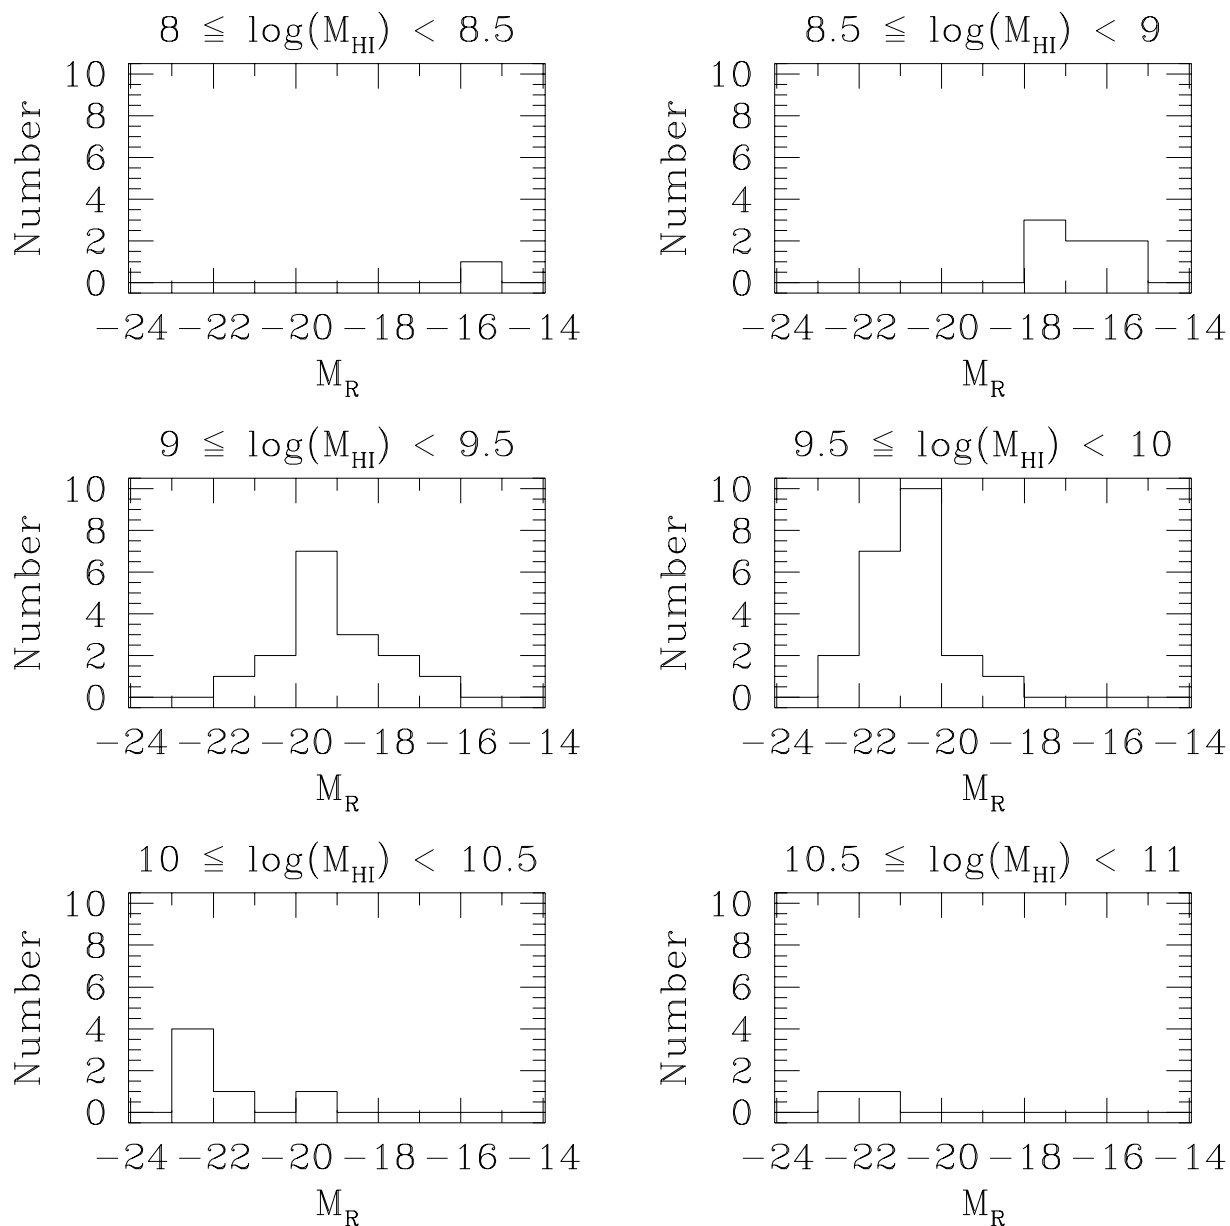 8 ≦ log(M_HI) < 8.5
10
8
6
4
2
0
Number
−24 −22 −20 −18 −16 −14
M_R
8.5 ≦ log(M_HI) < 9
10
8
6
4
2
0
Number
−24 −22 −20 −18 −16 −14
M_R
9 ≦ log(M_HI) < 9.5
10
8
6
4
2
0
Number
−24 −22 −20 −18 −16 −14
M_R
9.5 ≦ log(M_HI) < 10
10
8
6
4
2
0
Number
−24 −22 −20 −18 −16 −14
M_R
10 ≦ log(M_HI) < 10.5
10
8
6
4
2
0
Number
−24 −22 −20 −18 −16 −14
M_R
10.5 ≦ log(M_HI) < 11
10
8
6
4
2
0
Number
−24 −22 −20 −18 −16 −14
M_R